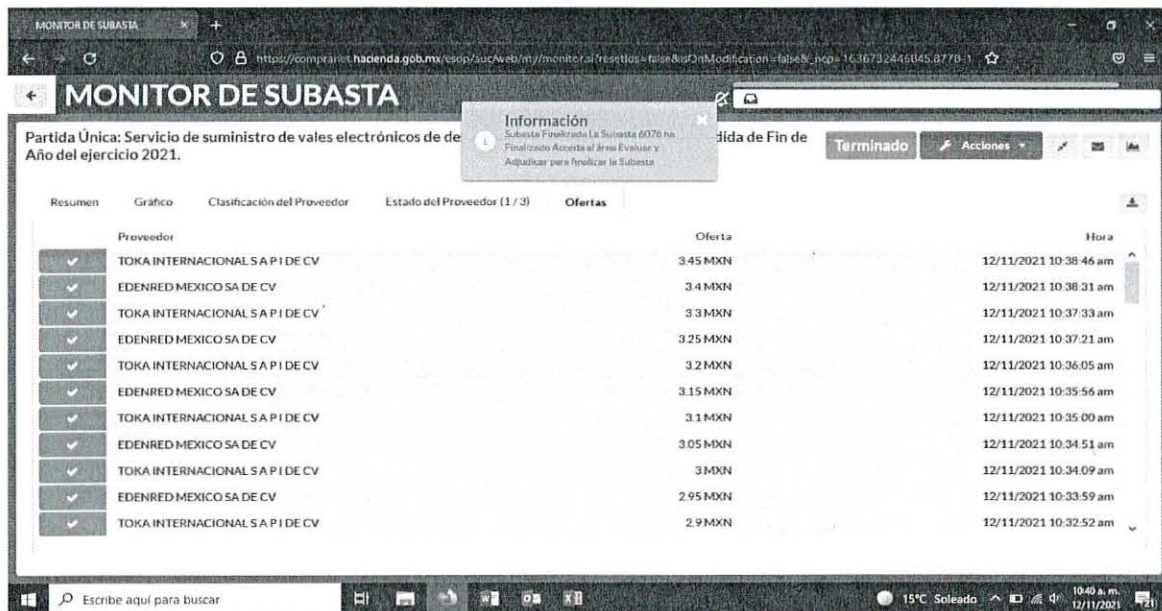 MONITOR DE SUBASTA
https://compranet.hacienda.gob.mx/esop/auc/web/my/monitor.si?resetIds=false&isOnModification=false&_ncp=1636732446045.8778-1
MONITOR DE SUBASTA
Partida Única: Servicio de suministro de vales electrónicos de de
dida de Fin de
Año del ejercicio 2021.
Información
Subasta Finalizada La Subasta 6076 ha
Finalizado Acceda al área Evaluar y
Adjudicar para finalizar la Subasta
Terminado
Acciones
Resumen Gráfico Clasificación del Proveedor Estado del Proveedor (1 / 3) Ofertas
Proveedor Oferta Hora
TOKA INTERNACIONAL S A P I DE CV 3.45 MXN 12/11/2021 10:38:46 am
EDENRED MEXICO SA DE CV 3.4 MXN 12/11/2021 10:38:31 am
TOKA INTERNACIONAL S A P I DE CV 3.3 MXN 12/11/2021 10:37:33 am
EDENRED MEXICO SA DE CV 3.25 MXN 12/11/2021 10:37:21 am
TOKA INTERNACIONAL S A P I DE CV 3.2 MXN 12/11/2021 10:36:05 am
EDENRED MEXICO SA DE CV 3.15 MXN 12/11/2021 10:35:56 am
TOKA INTERNACIONAL S A P I DE CV 3.1 MXN 12/11/2021 10:35:00 am
EDENRED MEXICO SA DE CV 3.05 MXN 12/11/2021 10:34:51 am
TOKA INTERNACIONAL S A P I DE CV 3 MXN 12/11/2021 10:34:09 am
EDENRED MEXICO SA DE CV 2.95 MXN 12/11/2021 10:33:59 am
TOKA INTERNACIONAL S A P I DE CV 2.9 MXN 12/11/2021 10:32:52 am
Escribe aquí para buscar
15°C Soleado
10:40 a. m.
12/11/2021